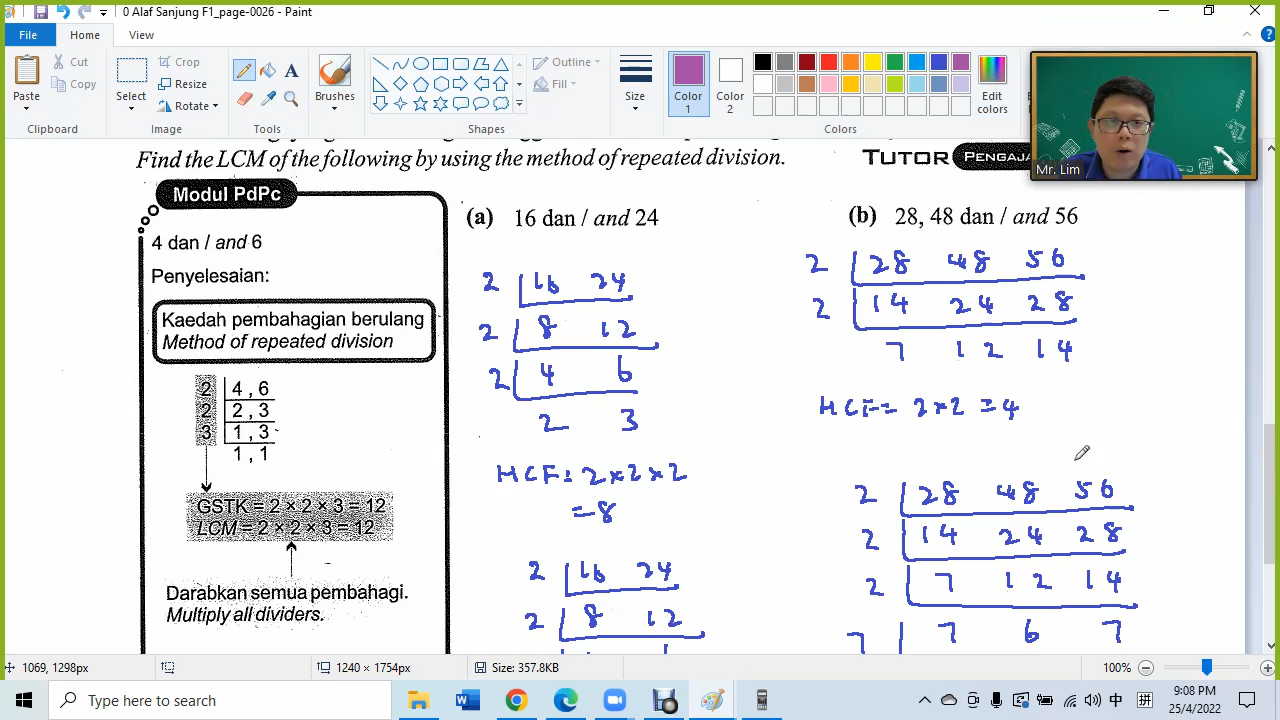 0 Alaf Sanjung F1_page-0026 - Paint
File Home View
Paste
Cut
Copy
Clipboard
Select
Crop
Resize
Rotate
Image
Tools
Brushes
Shapes
Outline
Fill
Size
Color 1
Color 2
Colors
Edit colors
Mr. Lim
Find the LCM of the following by using the method of repeated division.
TUTOR PENGAJA
Modul PdPc
4 dan / and 6
Penyelesaian:
Kaedah pembahagian berulang
Method of repeated division
2 4 , 6
2 2 , 3
3 1 , 3
1 , 1
GSTK = 2 × 2 × 3 = 12
LCM = 2 × 2 × 3 = 12
Darabkan semua pembahagi.
Multiply all dividers.
(a) 16 dan / and 24
2 16 24
2 8 12
2 4 6
2 3
HCF = 2 × 2 × 2
= 8
2 16 24
2 8 12
(b) 28, 48 dan / and 56
2 28 48 56
2 14 24 28
7 12 14
HCF = 2 × 2 = 4
2 28 48 56
2 14 24 28
2 7 12 14
7 7 6 7
1069, 1298px
1240 × 1754px
Size: 357.8KB
100%
Type here to search
中
拼
9:08 PM
25/4/2022